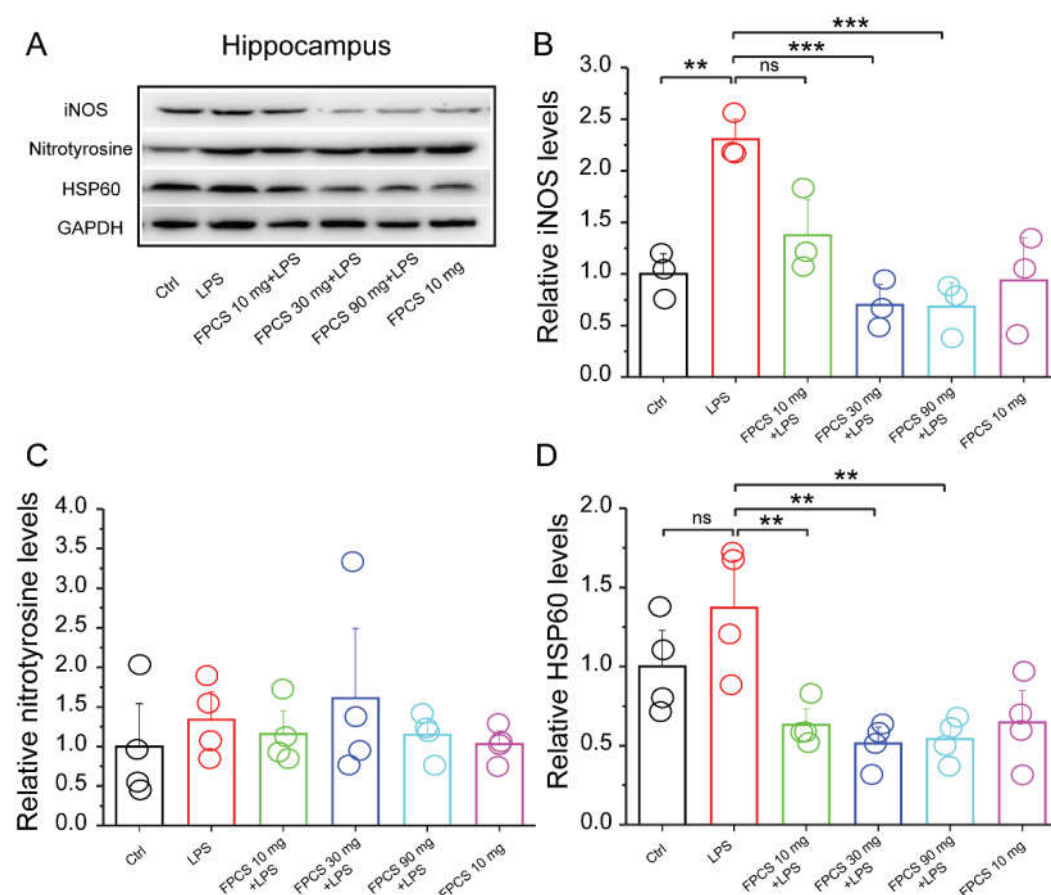 A
Hippocampus
iNOS
Nitrotyrosine
HSP60
GAPDH
Ctrl
LPS
FPCS 10 mg+LPS
FPCS 30 mg+LPS
FPCS 90 mg+LPS
FPCS 10 mg
B
***
***
**
ns
Relative iNOS levels
3.0
2.5
2.0
1.5
1.0
0.5
0.0
Ctrl
LPS
FPCS 10 mg
+LPS
FPCS 30 mg
+LPS
FPCS 90 mg
+LPS
FPCS 10 mg
C
Relative nitrotyrosine levels
4.0
3.5
3.0
2.5
2.0
1.5
1.0
0.5
0.0
Ctrl
LPS
FPCS 10 mg
+LPS
FPCS 30 mg
+LPS
FPCS 90 mg
+LPS
FPCS 10 mg
D
**
**
ns
**
Relative HSP60 levels
2.0
1.5
1.0
0.5
0.0
Ctrl
LPS
FPCS 10 mg
+LPS
FPCS 30 mg
+LPS
FPCS 90 mg
+LPS
FPCS 10 mg